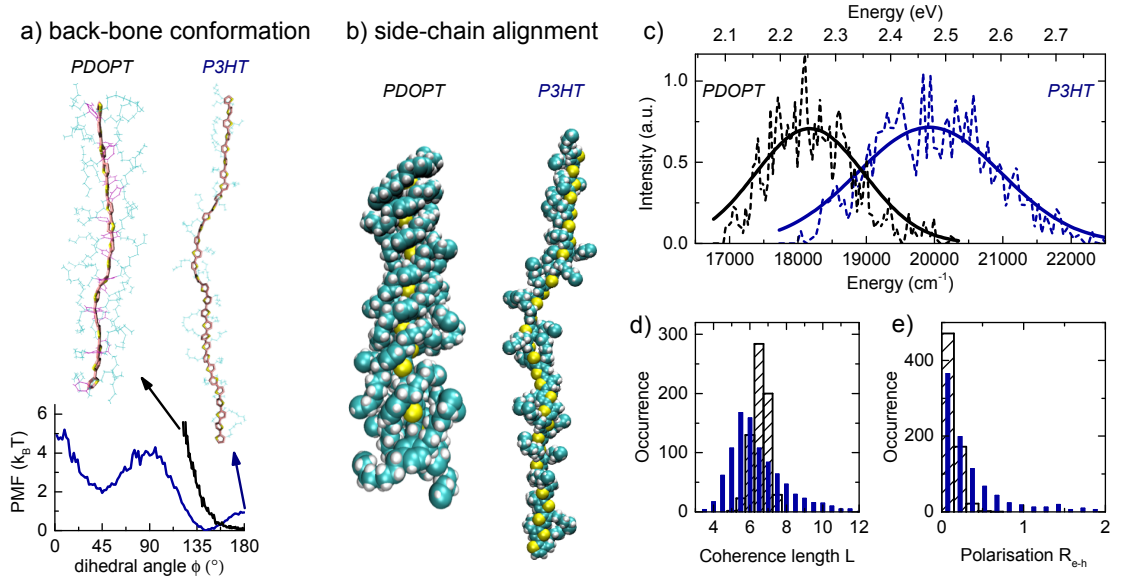 a) back-bone conformation
PDOPT P3HT
6
4
2
0
PMF (kBT)
0 45 90 135 180
dihedral angle ϕ (°)
b) side-chain alignment
PDOPT
P3HT
c)
Energy (eV)
2.1 2.2 2.3 2.4 2.5 2.6 2.7
PDOPT P3HT
1.0
0.5
0.0
Intensity (a.u.)
17000 18000 19000 20000 21000 22000
Energy (cm⁻¹)
d)
300
200
100
0
Occurrence
4 6 8 10 12
Coherence length L
e)
400
200
0
Occurrence
0 1 2
Polarisation Re-h